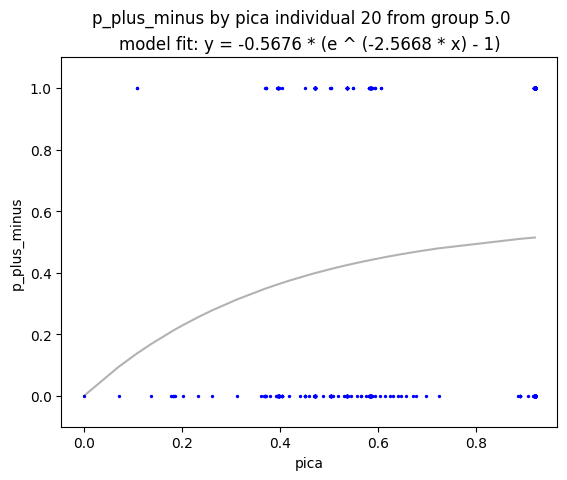 p_plus_minus by pica individual 20 from group 5.0
model fit: y = -0.5676 * (e ^ (-2.5668 * x) - 1)
1.0
0.8
0.6
0.4
0.2
0.0
p_plus_minus
0.0 0.2 0.4 0.6 0.8
pica